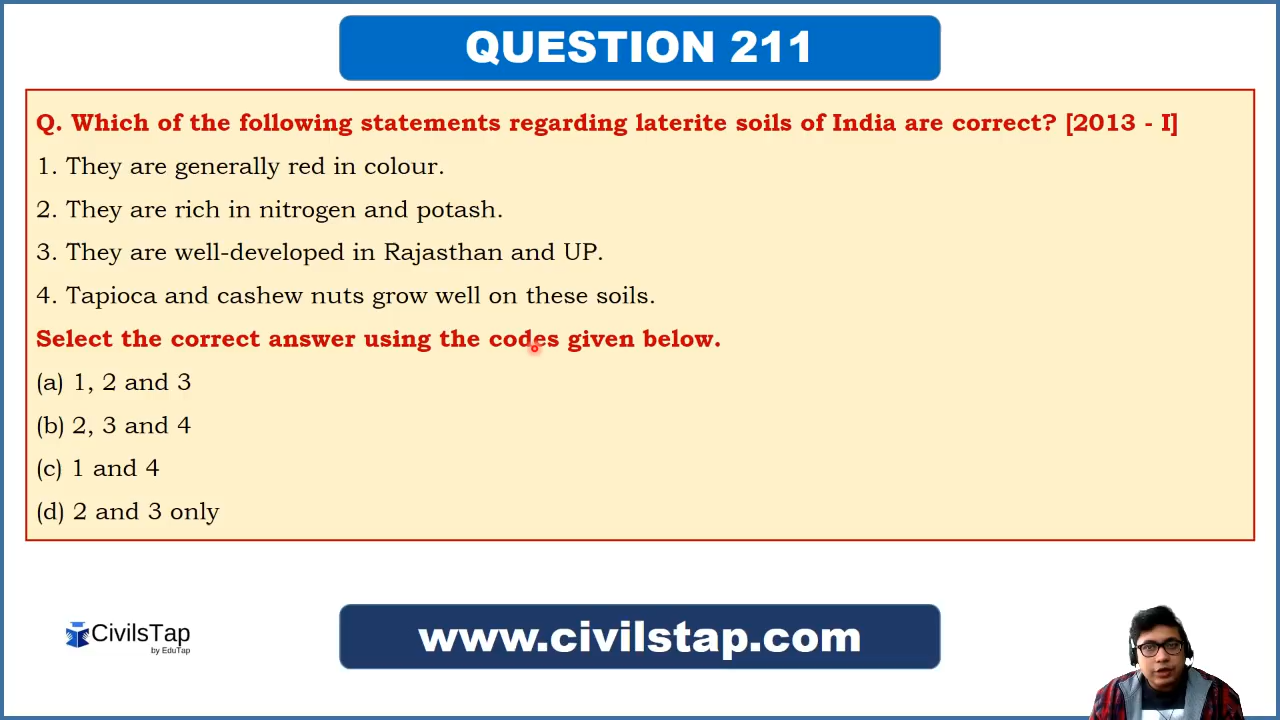 QUESTION 211
Q. Which of the following statements regarding laterite soils of India are correct? [2013 - I]
1. They are generally red in colour.
2. They are rich in nitrogen and potash.
3. They are well-developed in Rajasthan and UP.
4. Tapioca and cashew nuts grow well on these soils.
Select the correct answer using the codes given below.
(a) 1, 2 and 3
(b) 2, 3 and 4
(c) 1 and 4
(d) 2 and 3 only
CivilsTap
by EduTap
www.civilstap.com